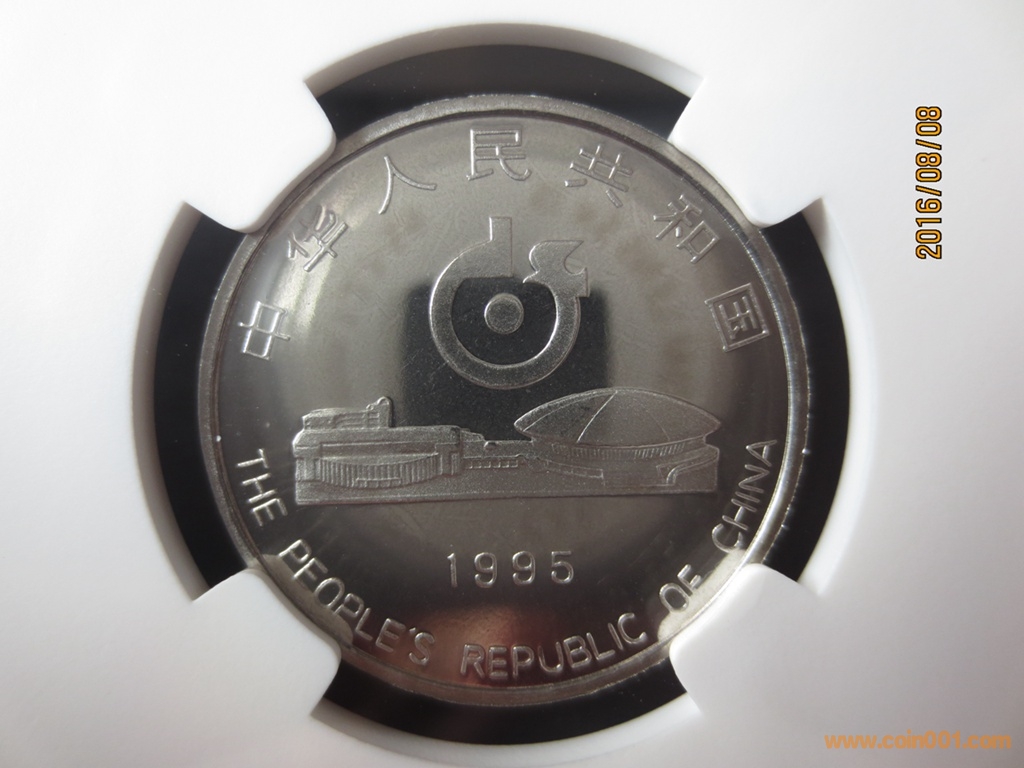 中华人民共和国
1995
THE PEOPLE'S REPUBLIC OF CHINA
2016/08/08
www.coin001.com